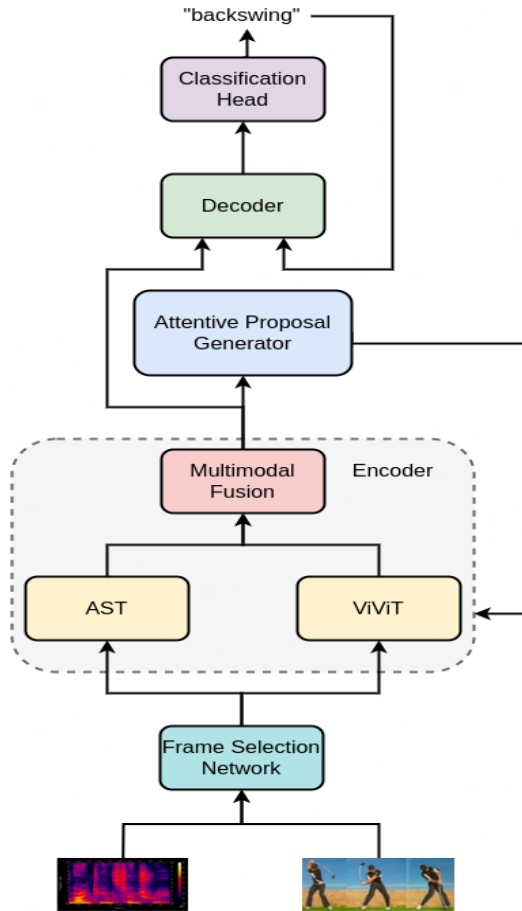 "backswing"
Classification
Head
Decoder
Attentive Proposal
Generator
Multimodal
Fusion
Encoder
AST
ViViT
Frame Selection
Network